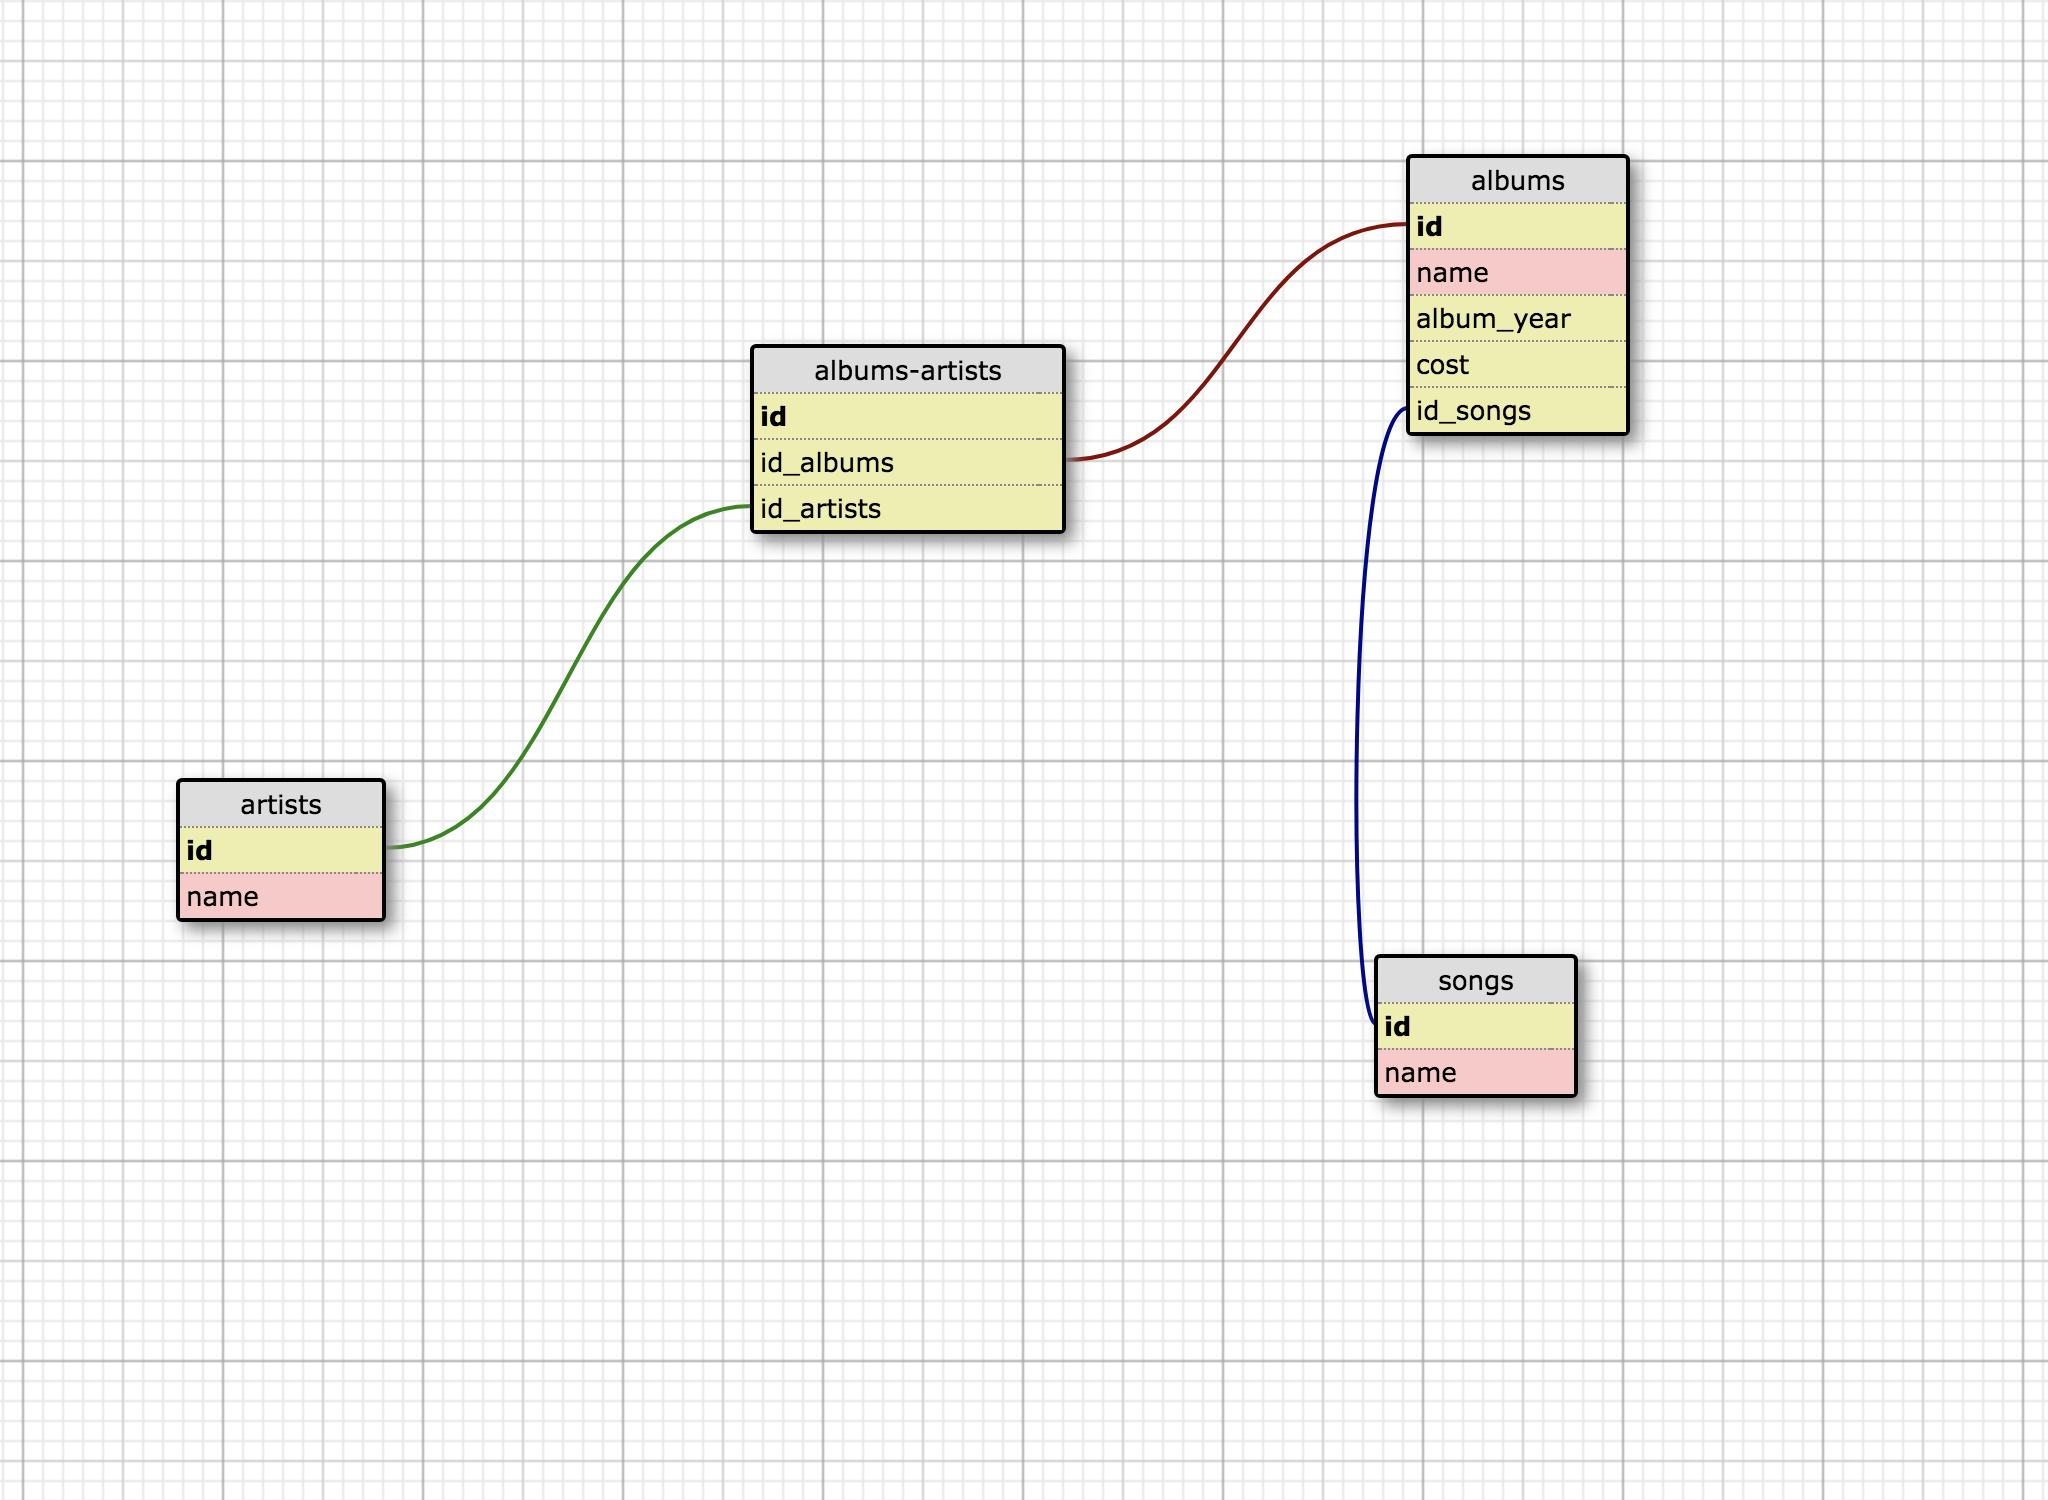 albums
id
name
album_year
cost
id_songs
albums-artists
id
id_albums
id_artists
artists
id
name
songs
id
name